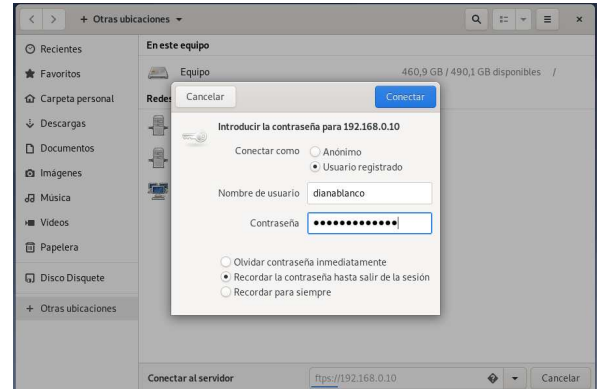 + Otras ubicaciones
Recientes
Favoritos
Carpeta personal
Descargas
Documentos
Imágenes
Música
Vídeos
Papelera
Disco Disquete
+ Otras ubicaciones
En este equipo
Equipo 460,9 GB / 490,1 GB disponibles /
Redes
Cancelar Conectar
Introducir la contraseña para 192.168.0.10
Conectar como Anónimo
Usuario registrado
Nombre de usuario dianablanco
Contraseña •••••••••••••
Olvidar contraseña inmediatamente
Recordar la contraseña hasta salir de la sesión
Recordar para siempre
Conectar al servidor ftps://192.168.0.10 Cancelar